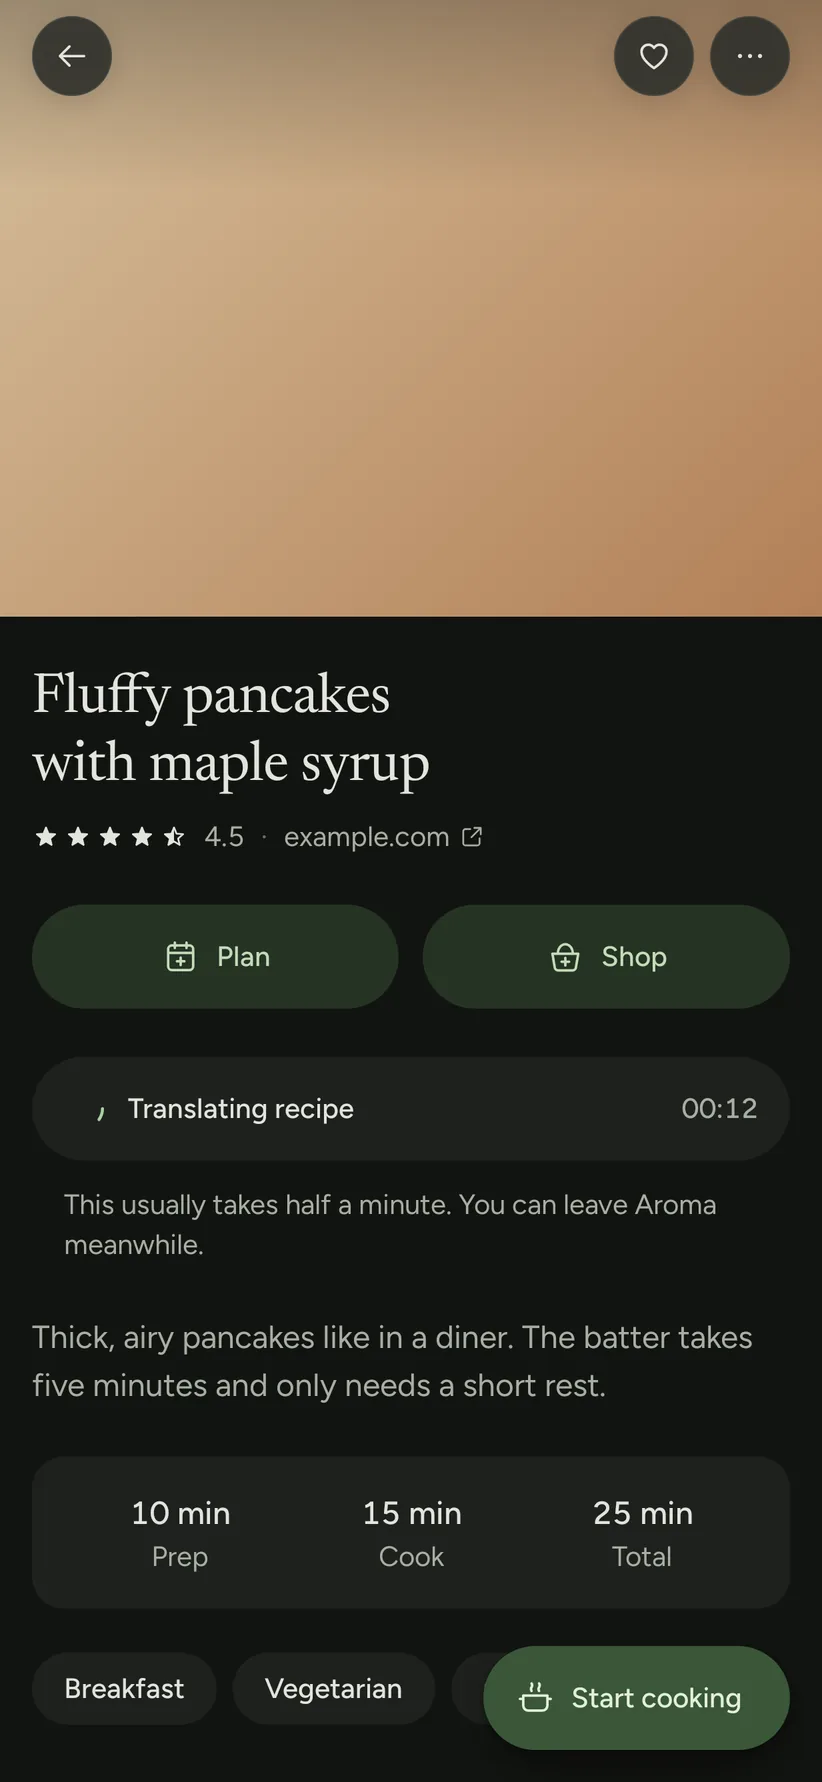 Fluffy pancakes
with maple syrup
4.5 · example.com
Plan
Shop
Translating recipe
00:12
This usually takes half a minute. You can leave Aroma
meanwhile.
Thick, airy pancakes like in a diner. The batter takes
five minutes and only needs a short rest.
10 min
15 min
25 min
Prep
Cook
Total
Breakfast
Vegetarian
Start cooking